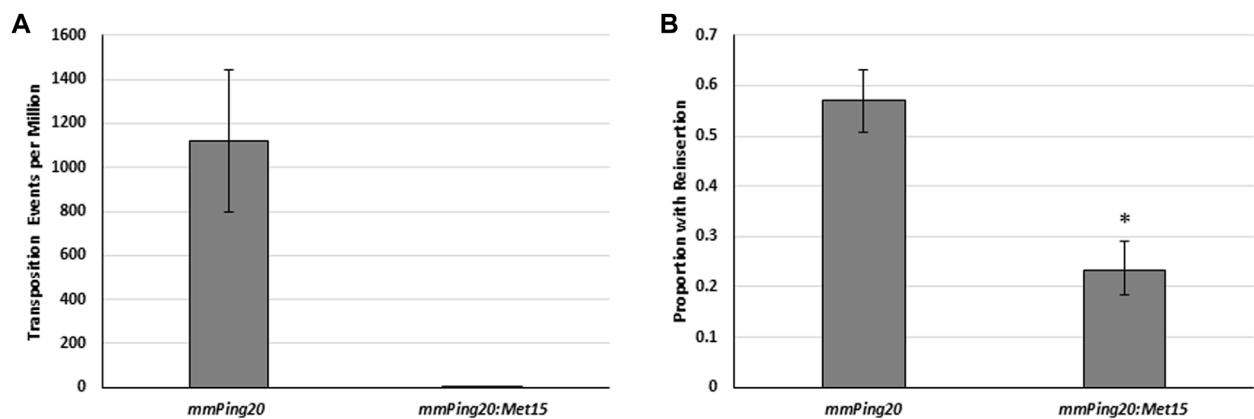 A
Transposition Events per Million
1600
1400
1200
1000
800
600
400
200
0
mmPing20
mmPing20:Met15
B
Proportion with Reinsertion
0.7
0.6
0.5
0.4
0.3
0.2
0.1
0
*
mmPing20
mmPing20:Met15